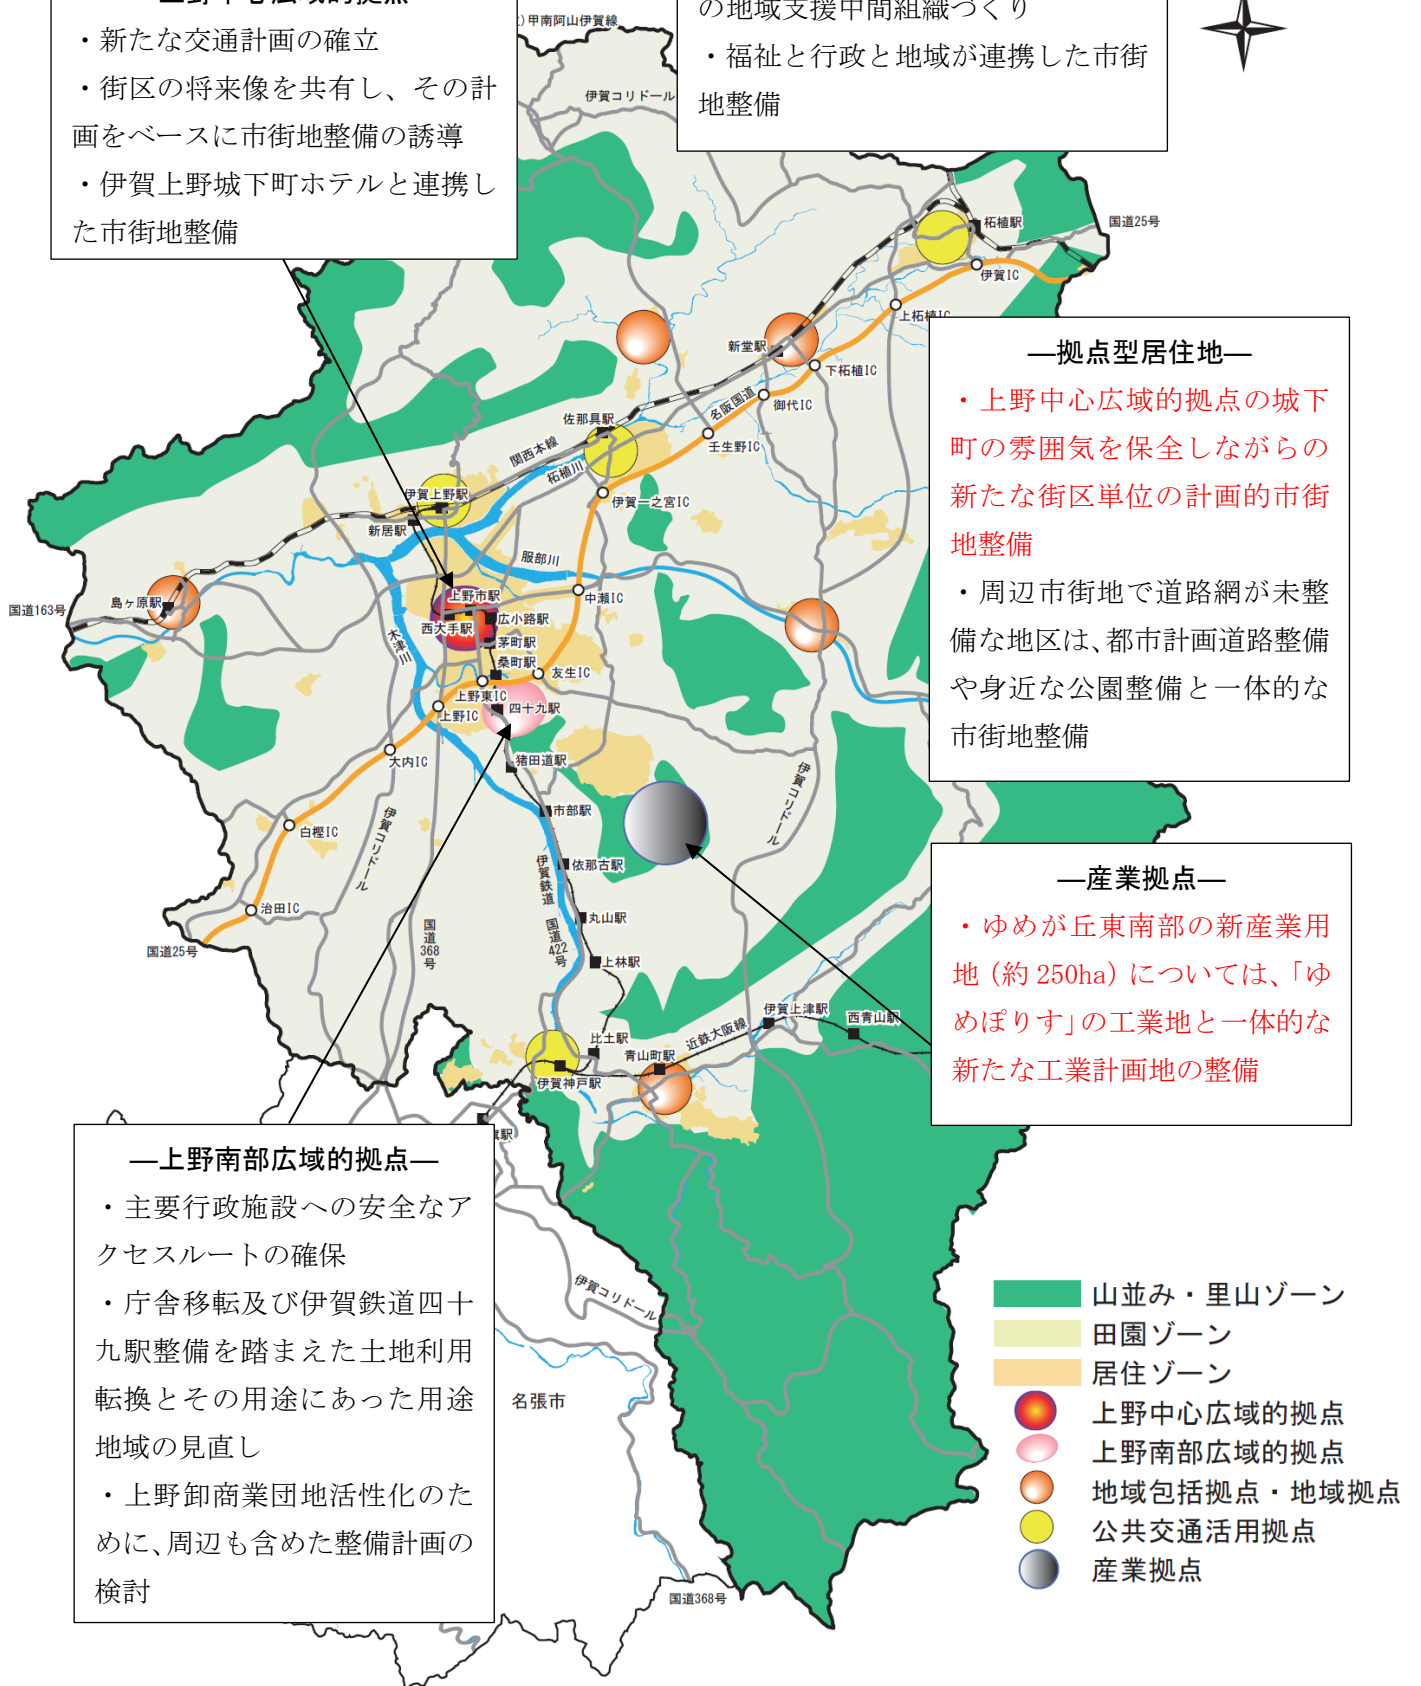 上野中心広域的拠点
・新たな交通計画の確立
・街区の将来像を共有し、その計
画をベースに市街地整備の誘導
・伊賀上野城下町ホテルと連携し
た市街地整備
の地域支援中間組織づくり
・福祉と行政と地域が連携した市街
地整備
甲南阿山伊賀線
伊賀コリドール
柘植駅
国道25号
伊賀IC
上柘植IC
新堂駅
下柘植IC
御代IC
名阪国道
佐那具駅
壬生野IC
関西本線
柘植川
伊賀上野駅
伊賀一之宮IC
新居駅
服部川
島ヶ原駅
国道163号
上野市駅
中瀬IC
広小路駅
西大手駅
茅町駅
木津川
桑町駅
友生IC
上野東IC
上野IC
四十九駅
大内IC
猪田道駅
伊賀コリドール
市部駅
白樫IC
伊賀コリドール
依那古駅
伊賀鉄道
治田IC
丸山駅
国道368号
国道422号
国道25号
上林駅
伊賀上津駅
西青山駅
近鉄大阪線
比土駅
青山町駅
伊賀神戸駅
駅
伊賀コリドール
名張市
国道368号
―拠点型居住地―
・上野中心広域的拠点の城下
町の雰囲気を保全しながらの
新たな街区単位の計画的市街
地整備
・周辺市街地で道路網が未整
備な地区は、都市計画道路整備
や身近な公園整備と一体的な
市街地整備
―産業拠点―
・ゆめが丘東南部の新産業用
地（約250ha）については、「ゆ
めぽりす」の工業地と一体的な
新たな工業計画地の整備
―上野南部広域的拠点―
・主要行政施設への安全なア
クセスルートの確保
・庁舎移転及び伊賀鉄道四十
九駅整備を踏まえた土地利用
転換とその用途にあった用途
地域の見直し
・上野卸商業団地活性化のた
めに、周辺も含めた整備計画の
検討
山並み・里山ゾーン
田園ゾーン
居住ゾーン
上野中心広域的拠点
上野南部広域的拠点
地域包括拠点・地域拠点
公共交通活用拠点
産業拠点